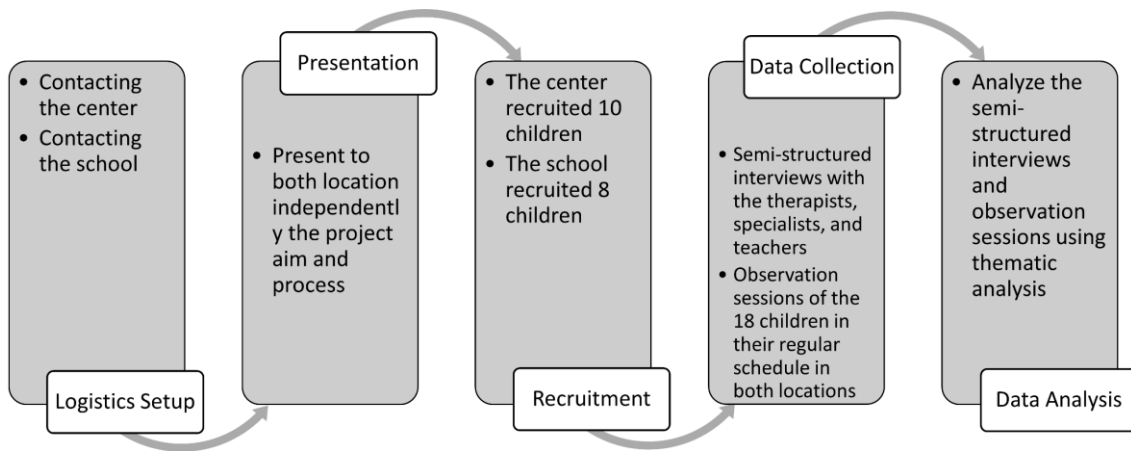 • Contacting
the center
• Contacting
the school
Logistics Setup
Presentation
• Present to
both location
independentl
y the project
aim and
process
• The center
recruited 10
children
• The school
recruited 8
children
Recruitment
Data Collection
• Semi-structured
interviews with
the therapists,
specialists, and
teachers
• Observation
sessions of the
18 children in
their regular
schedule in
both locations
• Analyze the
semi-
structured
interviews
and
observation
sessions using
thematic
analysis
Data Analysis